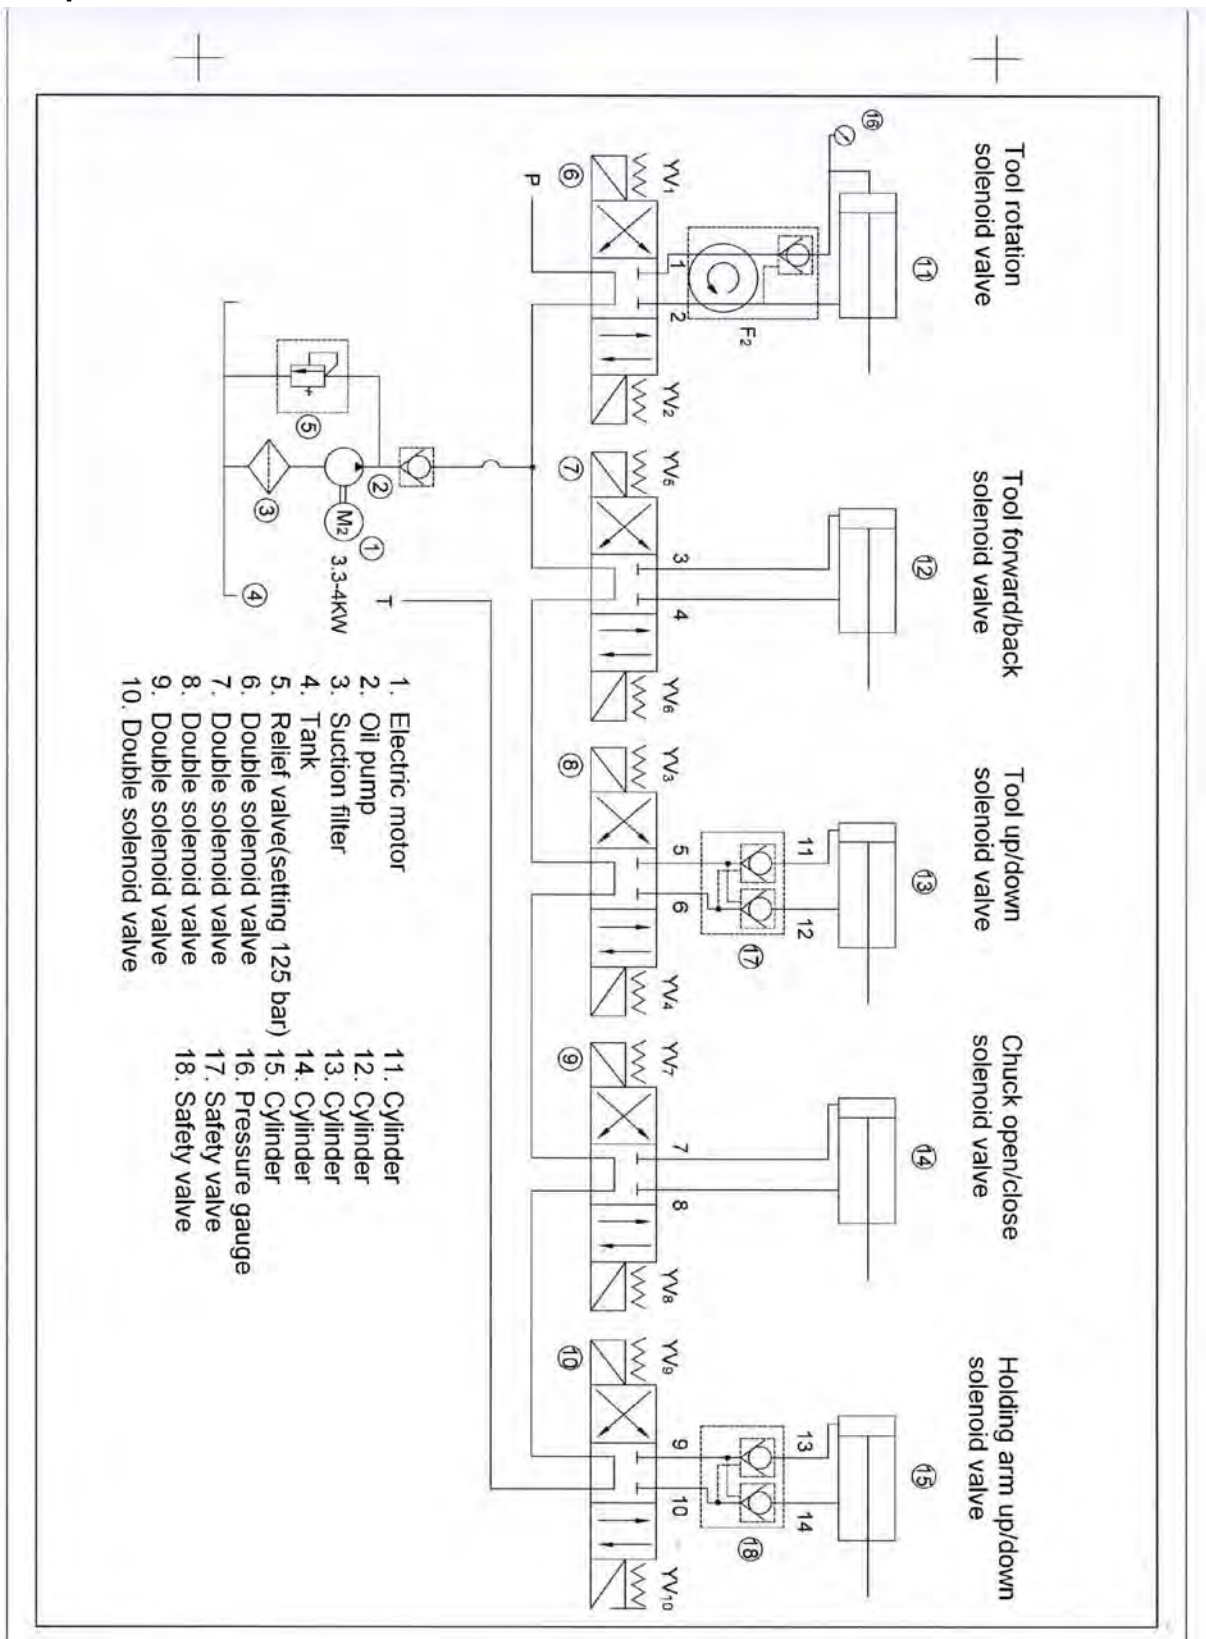 Tool rotation
solenoid valve
Tool forward/back
solenoid valve
Tool up/down
solenoid valve
Chuck open/close
solenoid valve
Holding arm up/down
solenoid valve
16
11
12
13
14
15
F2
1
2
3
4
11
12
5
6
17
7
8
13
14
9
10
18
YV1
YV2
YV5
YV6
YV3
YV4
YV7
YV8
YV9
YV10
6
7
8
9
10
P
5
3
2
M2
1
3.3-4KW
4
T
1. Electric motor
2. Oil pump
3. Suction filter
4. Tank
5. Relief valve(setting 125 bar)
6. Double solenoid valve
7. Double solenoid valve
8. Double solenoid valve
9. Double solenoid valve
10. Double solenoid valve
11. Cylinder
12. Cylinder
13. Cylinder
14. Cylinder
15. Cylinder
16. Pressure gauge
17. Safety valve
18. Safety valve